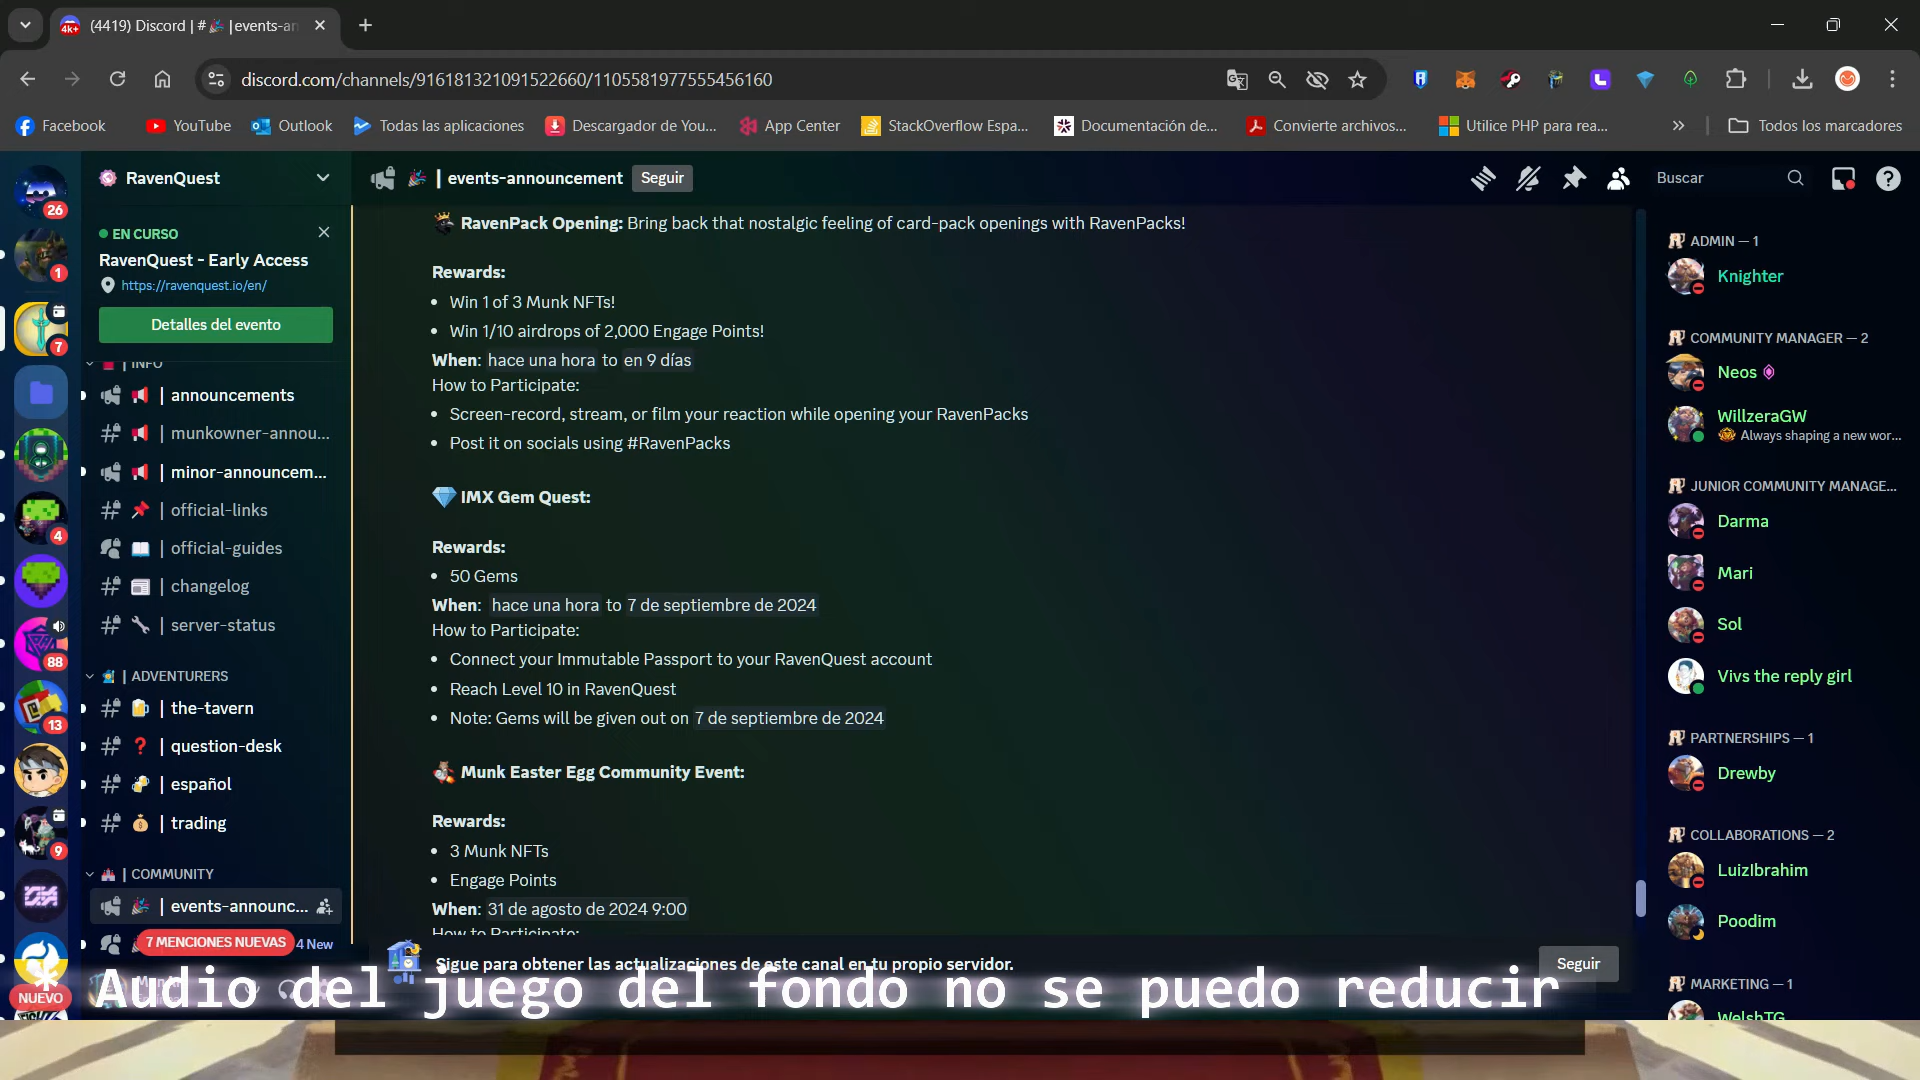 (4419) Discord | # |events-an
4k+
discord.com/channels/916181321091522660/1105581977555456160
Facebook
YouTube
Outlook
Todas las aplicaciones
Descargador de You...
App Center
StackOverflow Espa...
Documentación de...
Convierte archivos...
Utilice PHP para rea...
Todos los marcadores
RavenQuest
| events-announcement
Seguir
Buscar
26
1
7
4
88
13
9
NUEVO
EN CURSO
RavenQuest - Early Access
https://ravenquest.io/en/
Detalles del evento
| INFO
| announcements
| munkowner-annou...
| minor-announcem...
| official-links
| official-guides
| changelog
| server-status
| ADVENTURERS
| the-tavern
| question-desk
| español
| trading
| COMMUNITY
| events-announc...
7 MENCIONES NUEVAS
4 New
RavenPack Opening: Bring back that nostalgic feeling of card-pack openings with RavenPacks!
Rewards:
• Win 1 of 3 Munk NFTs!
• Win 1/10 airdrops of 2,000 Engage Points!
When: hace una hora to en 9 días
How to Participate:
• Screen-record, stream, or film your reaction while opening your RavenPacks
• Post it on socials using #RavenPacks
IMX Gem Quest:
Rewards:
• 50 Gems
When: hace una hora to 7 de septiembre de 2024
How to Participate:
• Connect your Immutable Passport to your RavenQuest account
• Reach Level 10 in RavenQuest
• Note: Gems will be given out on 7 de septiembre de 2024
Munk Easter Egg Community Event:
Rewards:
• 3 Munk NFTs
• Engage Points
When: 31 de agosto de 2024 9:00
How to Participate:
Sigue para obtener las actualizaciones de este canal en tu propio servidor.
Seguir
ADMIN — 1
Knighter
COMMUNITY MANAGER — 2
Neos
WillzeraGW
Always shaping a new wor...
JUNIOR COMMUNITY MANAGE...
Darma
Mari
Sol
Vivs the reply girl
PARTNERSHIPS — 1
Drewby
COLLABORATIONS — 2
LuizIbrahim
Poodim
MARKETING — 1
WelshTG
* Audio del juego del fondo no se puedo reducir